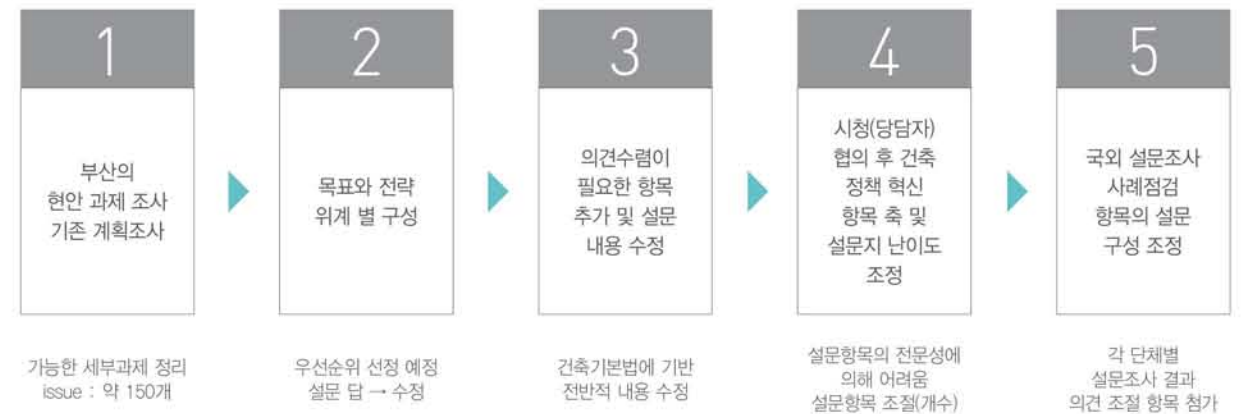 1
부산의
현안 과제 조사
기존 계획조사
가능한 세부과제 정리
issue : 약 150개
2
목표와 전략
위계 별 구성
우선순위 선정 예정
설문 답 → 수정
3
의견수렴이
필요한 항목
추가 및 설문
내용 수정
건축기본법에 기반
전반적 내용 수정
4
시청(담당자)
협의 후 건축
정책 혁신
항목 축 및
설문지 난이도
조정
설문항목의 전문성에
의해 어려움
설문항목 조절(개수)
5
국외 설문조사
사례점검
항목의 설문
구성 조정
각 단체별
설문조사 결과
의견 조절 항목 첨가